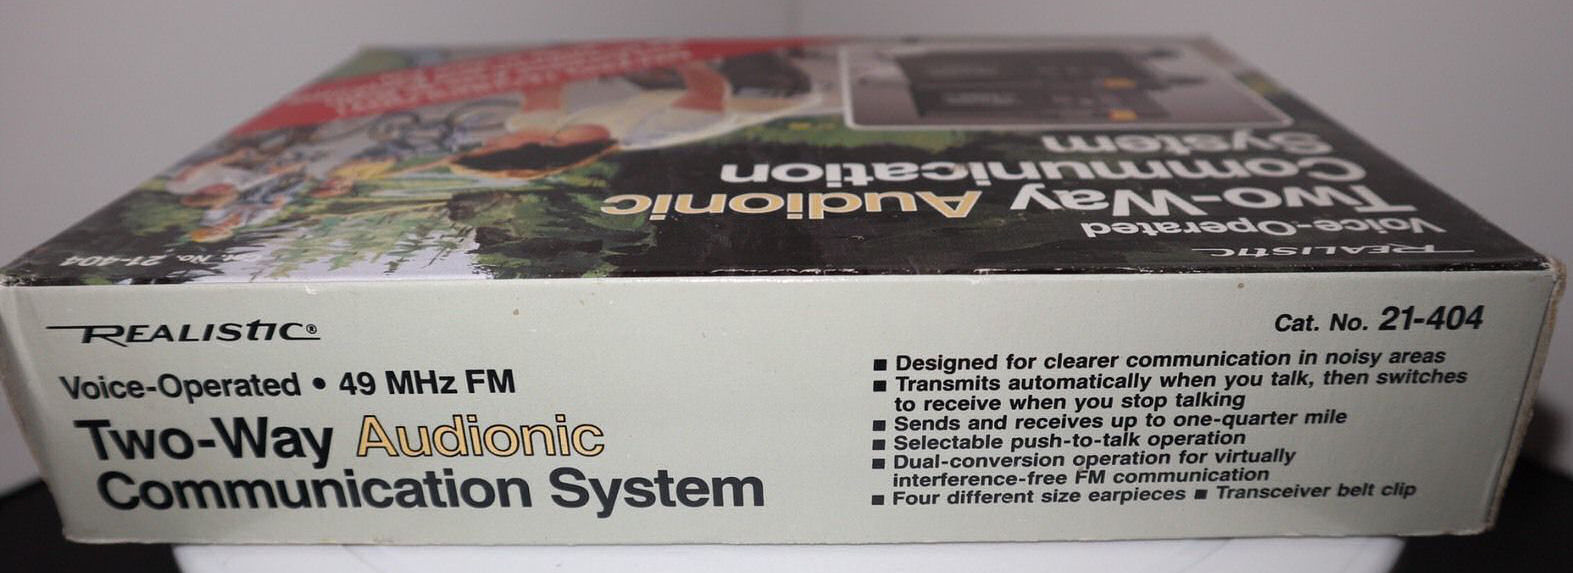 REALISTIC
Voice-Operated
Two-Way Audionic
Communication
System
Cat. No. 21-404
REALISTIC®
Voice-Operated • 49 MHz FM
Two-Way Audionic
Communication System
Cat. No. 21-404
■ Designed for clearer communication in noisy areas
■ Transmits automatically when you talk, then switches
to receive when you stop talking
■ Sends and receives up to one-quarter mile
■ Selectable push-to-talk operation
■ Dual-conversion operation for virtually
interference-free FM communication
■ Four different size earpieces ■ Transceiver belt clip